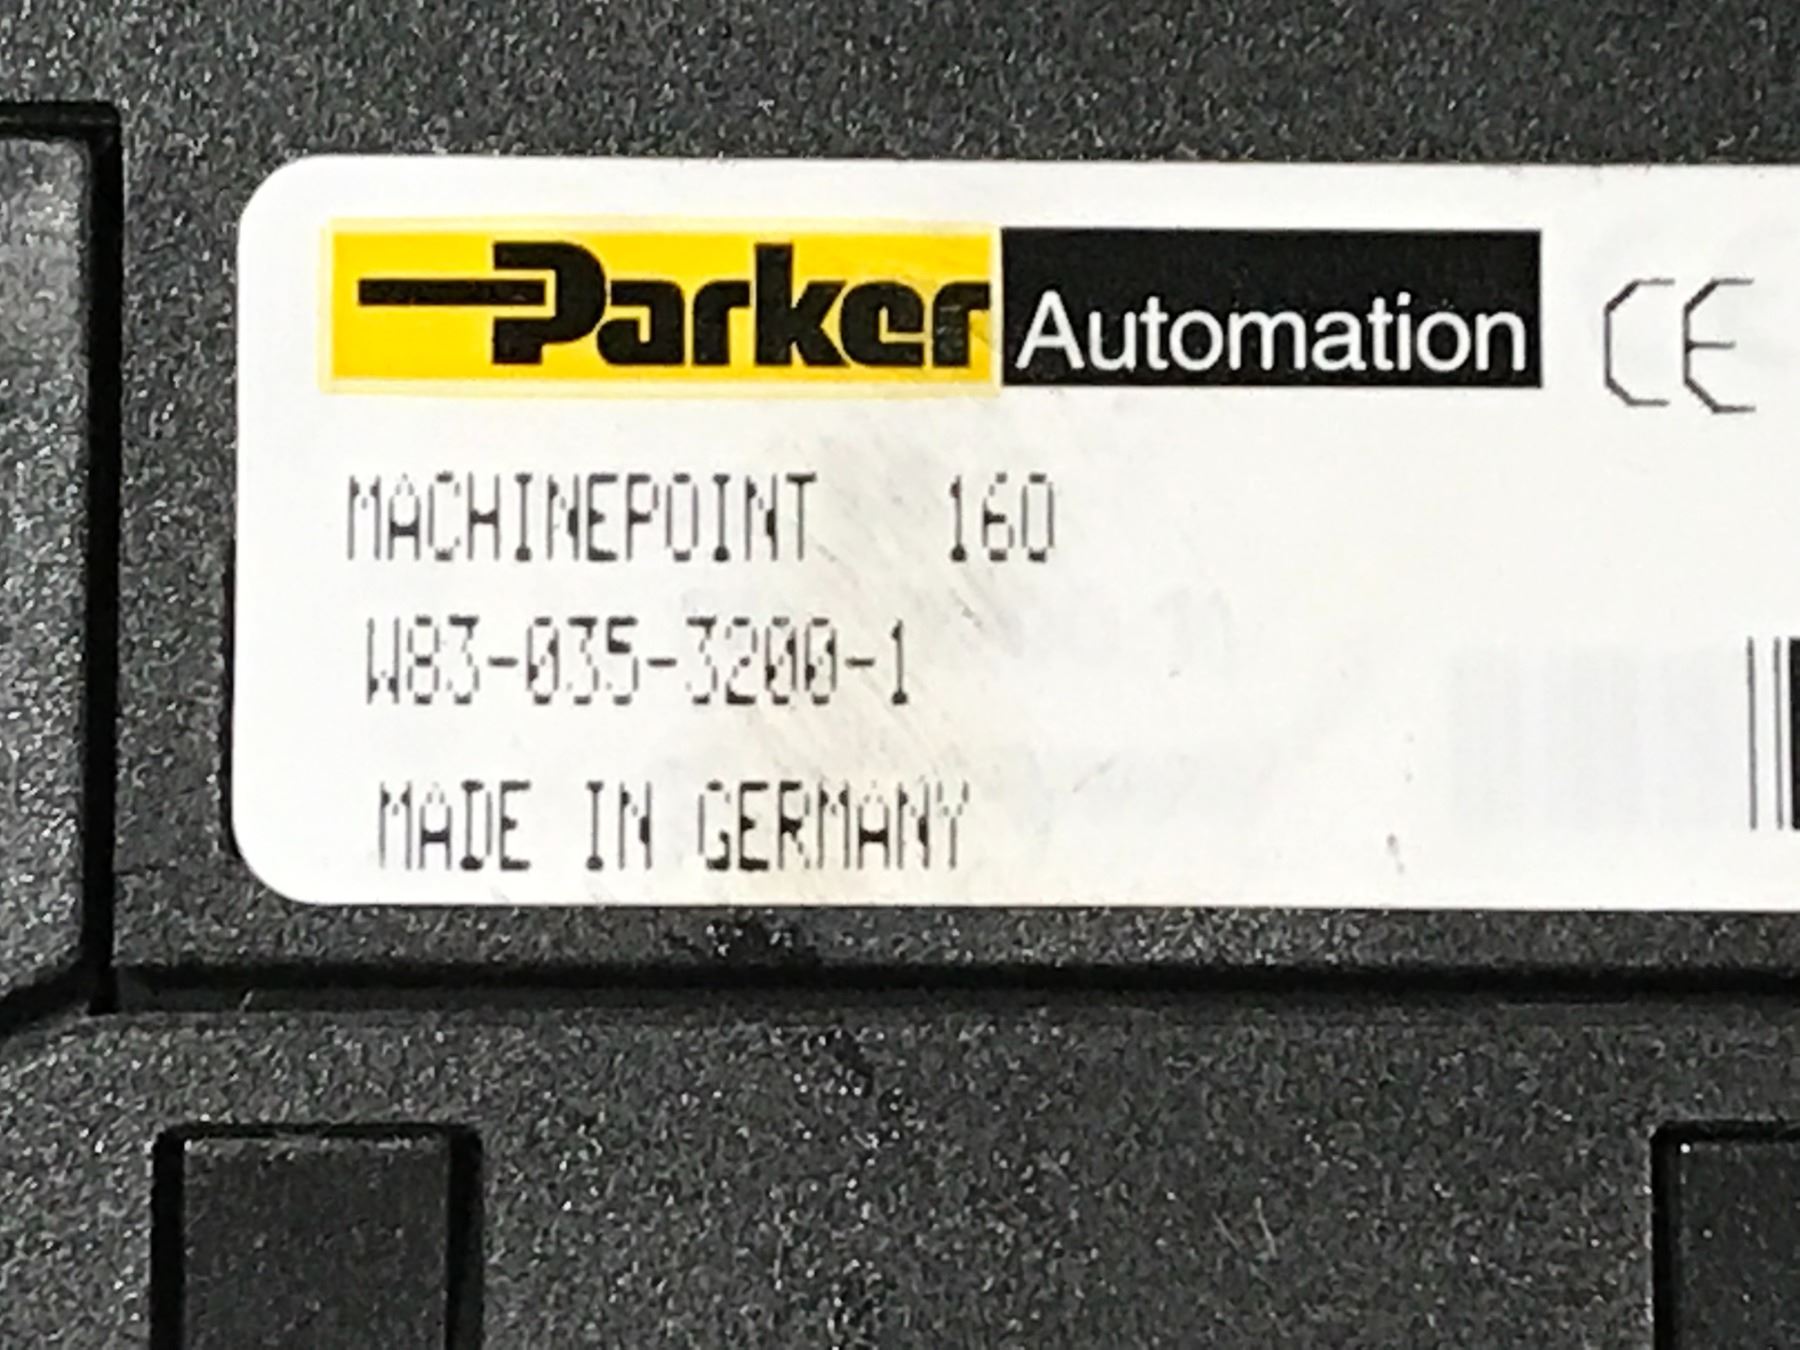 Parker Automation CE
MACHINEPOINT 160
W83-035-3200-1
MADE IN GERMANY